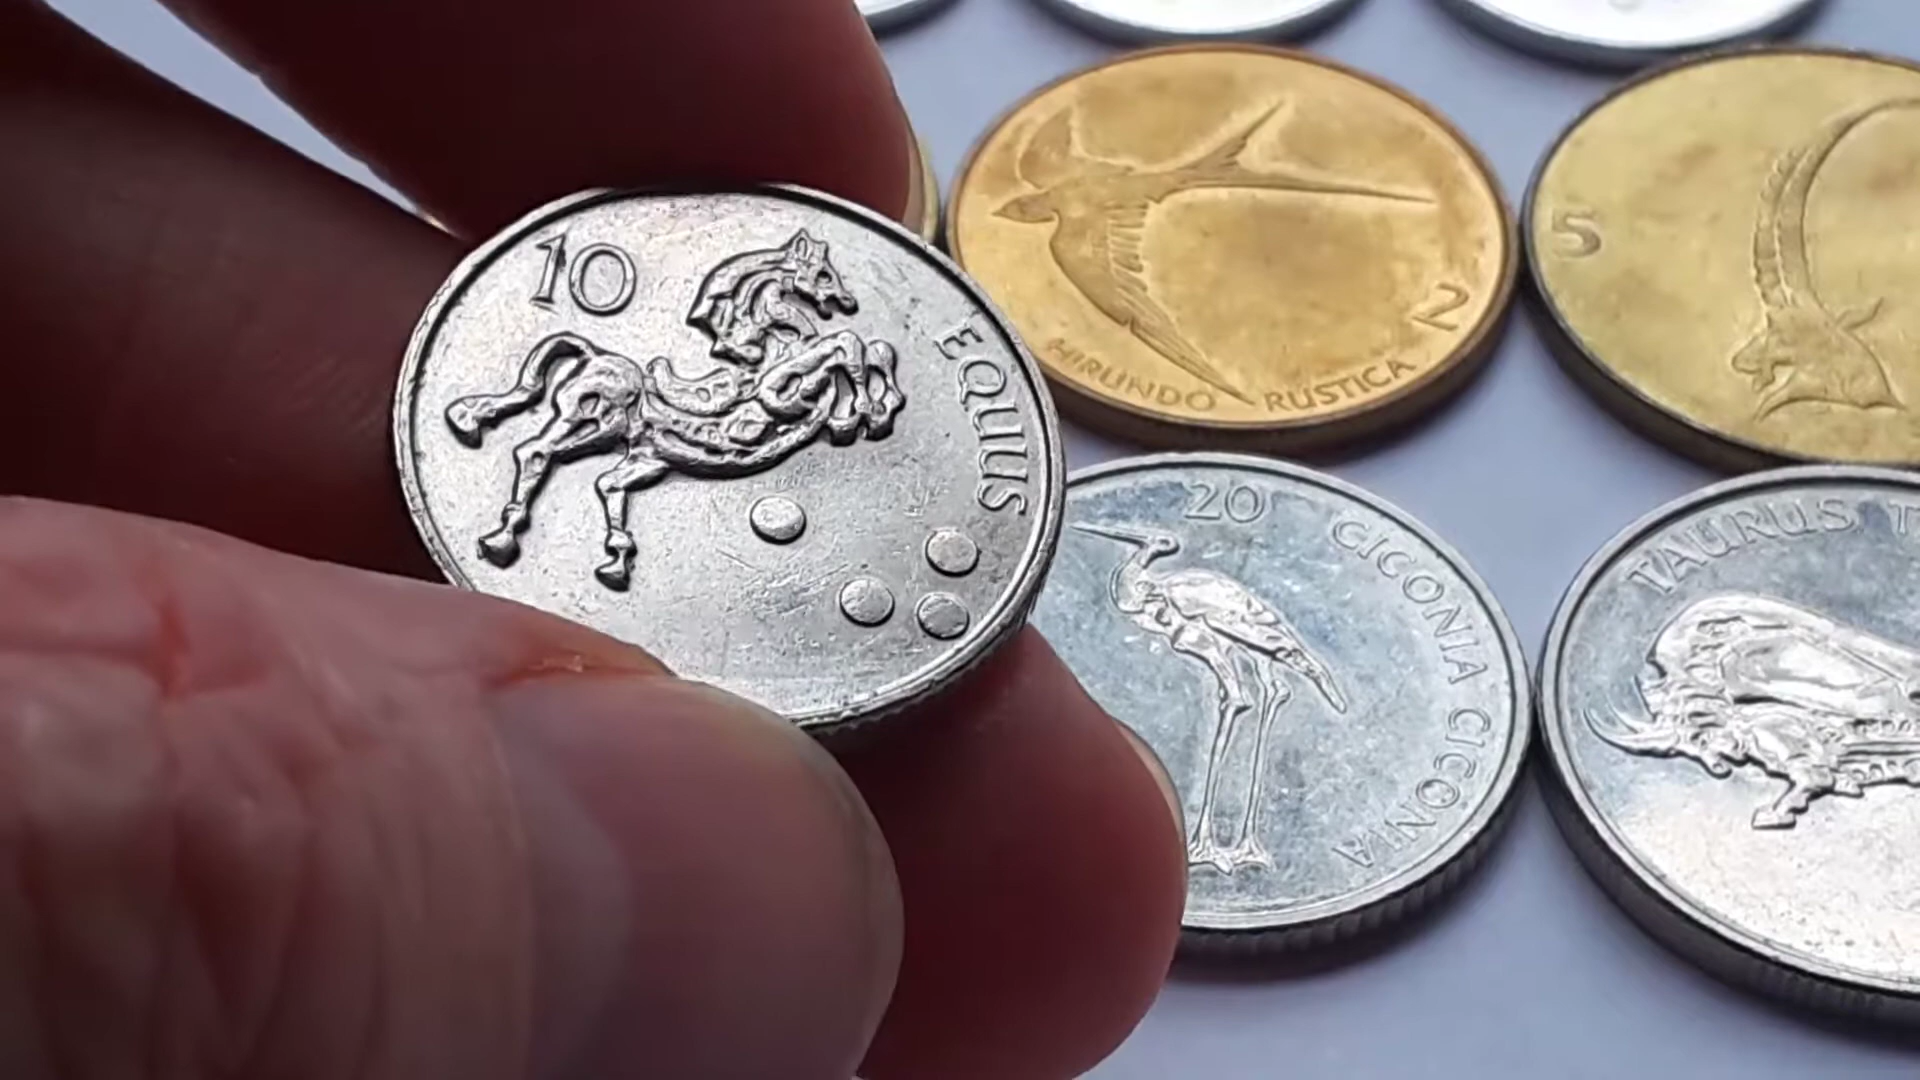 10
EQUUS
HIRUNDO RUSTICA
2
5
20
CICONIA CICONIA
TAURUS